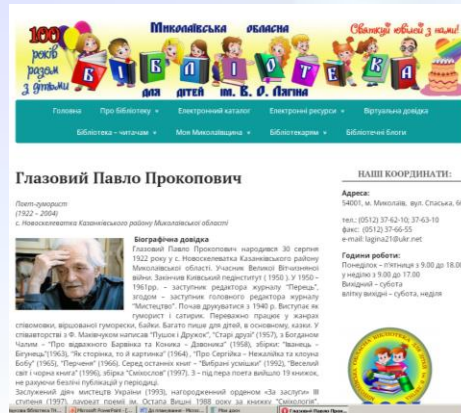 100
років
разом
з дітьми
Миколаївська обласна
БІБЛІОТЕКА
для дітей ім. В. О. Лягіна
Святкуй ювілей з нами!
Головна Про бібліотеку Електронний каталог Електронні ресурси Віртуальна довідка
Бібліотека – читачам Моя Миколаївщина Бібліотекарям Бібліотечні блоги
Глазовий Павло Прокопович
Поет-гуморист
(1922 – 2004)
с. Новоскелеватка Казанківського району Миколаївської області
Біографічна довідка
Глазовий Павло Прокопович народився 30 серпня
1922 року у с. Новоскелеватка Казанківського району
Миколаївської області. Учасник Великої Вітчизняної
війни. Закінчив Київський педінститут ( 1950 ). У 1950 –
1961рр. – заступник редактора журналу "Перець",
згодом – заступник головного редактора журналу
"Мистецтво". Почав друкуватися з 1940 р. Виступає як
гуморист і сатирик. Переважно працює у жанрах
співомовки, віршованої гуморески, байки. Багато пише для дітей, в основному, казки. У
співавторстві з Ф. Маківчуком написав "Пушок і Дружок", "Старі друзі" (1957), з Богданом
Чалим – "Про відважного Барвінка та Коника – Дзвоника" (1958), збірки: "Іванець –
Бігунець"(1963), "Як сторінка, то й картинка" (1964) , "Про Сергійка – Нежалійка та клоуна
Бобу" (1965), "Перченя" (1966). Серед останніх книг – "Вибрані усмішки" (1992), "Веселий
світ і чорна книга" (1996), збірка "Сміхослов" (1997). З – під пера поета вийшло 19 книжок,
не рахуючи безлічі публікацій у періодиці.
Заслужений діяч мистецтв України (1993), нагороджений орденом «За заслуги» III
ступеня (1997), лауреат премії ім. Остапа Вишні 1988 року за книжку "Сміхологія".
НАШІ КООРДИНАТИ:
Адреса:
54001, м. Миколаїв, вул. Спаська, 66
тел.: (0512) 37-62-10; 37-63-10
факс: (0512) 37-66-55
e-mail: lagina21@ukr.net
Години роботи:
Понеділок – п'ятниця з 9.00 до 18.00
у неділю з 9.00 до 17.00
Вихідний – субота
влітку вихідні – субота, неділя